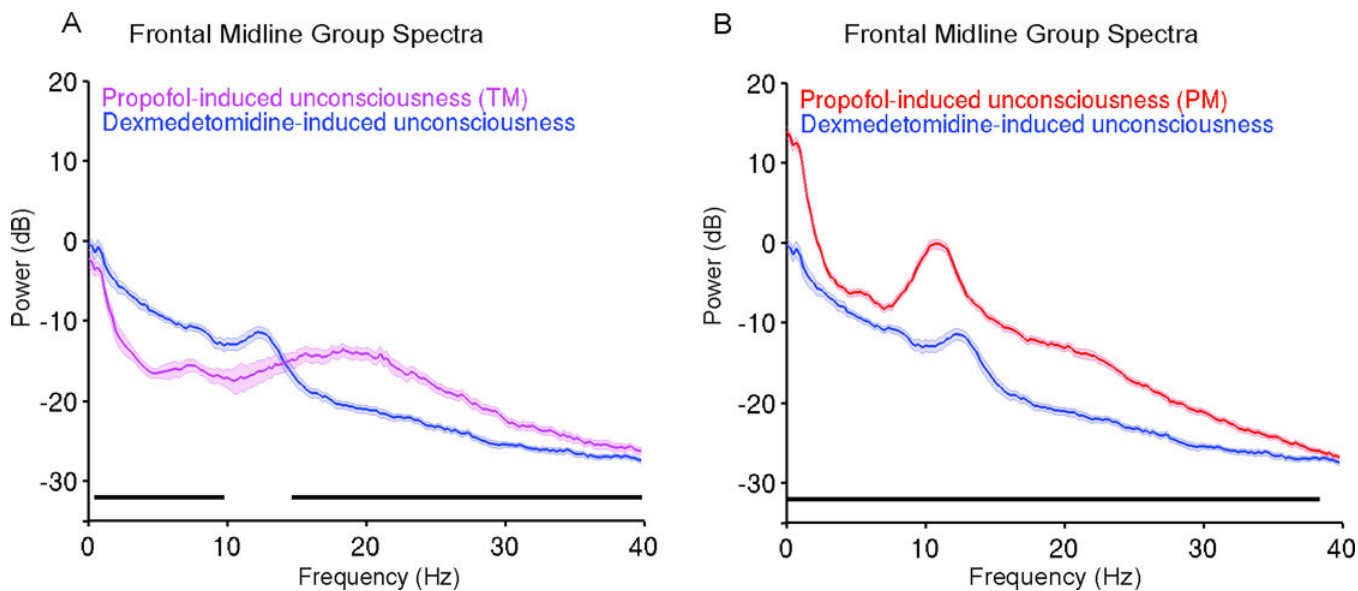 A
Frontal Midline Group Spectra
Propofol-induced unconsciousness (TM)
Dexmedetomidine-induced unconsciousness
Power (dB)
20
10
0
-10
-20
-30
0
10
20
30
40
Frequency (Hz)
B
Frontal Midline Group Spectra
Propofol-induced unconsciousness (PM)
Dexmedetomidine-induced unconsciousness
Power (dB)
20
10
0
-10
-20
-30
0
10
20
30
40
Frequency (Hz)